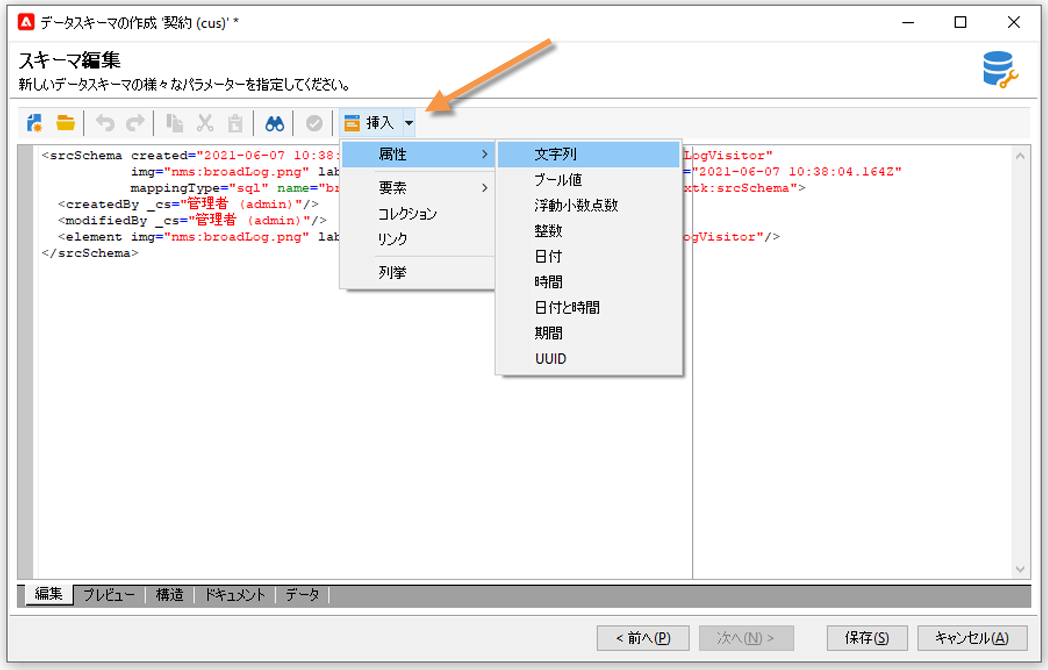 データスキーマの作成 '契約 (cus)' *
スキーマ編集
新しいデータスキーマの様々なパラメーターを指定してください。
挿入
<srcSchema created="2021-06-07 10:38: LogVisitor"
img="nms:broadLog.png" lab ="2021-06-07 10:38:04.164Z"
mappingType="sql" name="br xtk:srcSchema">
<createdBy _cs="管理者 (admin)"/>
<modifiedBy _cs="管理者 (admin)"/>
<element img="nms:broadLog.png" lab ogVisitor"/>
</srcSchema>
属性
要素
コレクション
リンク
列挙
文字列
ブール値
浮動小数点数
整数
日付
時間
日付と時間
期間
UUID
編集 プレビュー 構造 ドキュメント データ
< 前へ(P) 次へ(N) > 保存(S) キャンセル(A)